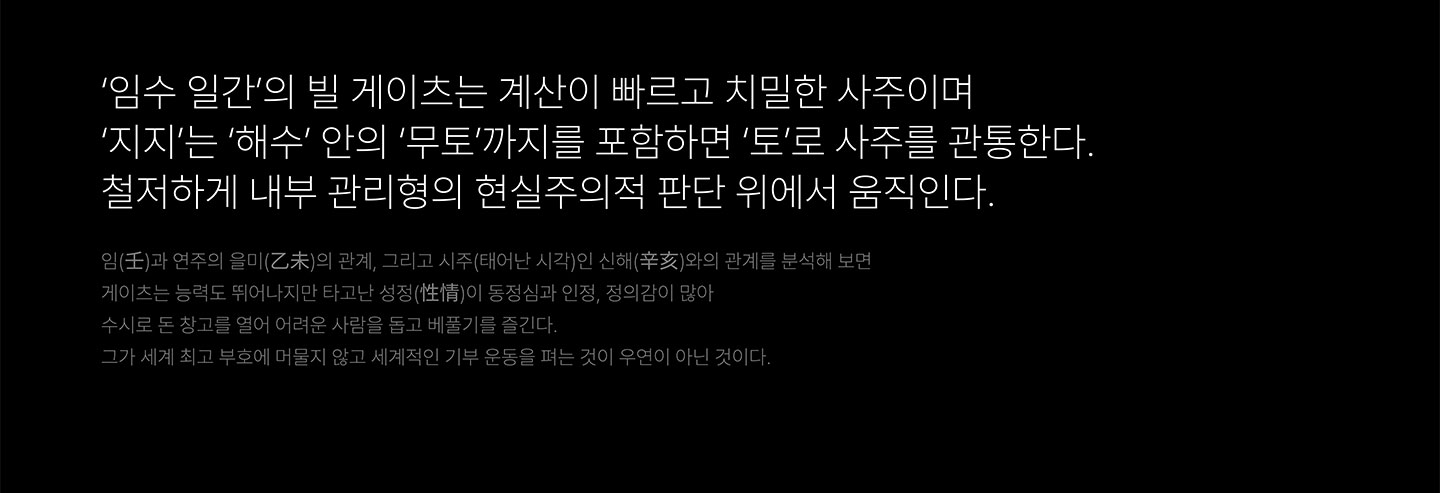 ‘임수 일간’의 빌 게이츠는 계산이 빠르고 치밀한 사주이며
‘지지’는 ‘해수’ 안의 ‘무토’까지를 포함하면 ‘토’로 사주를 관통한다.
철저하게 내부 관리형의 현실주의적 판단 위에서 움직인다.
임(壬)과 연주의 을미(乙未)의 관계, 그리고 시주(태어난 시각)인 신해(辛亥)와의 관계를 분석해 보면
게이츠는 능력도 뛰어나지만 타고난 성정(性情)이 동정심과 인정, 정의감이 많아
수시로 돈 창고를 열어 어려운 사람을 돕고 베풀기를 즐긴다.
그가 세계 최고 부호에 머물지 않고 세계적인 기부 운동을 펴는 것이 우연이 아닌 것이다.